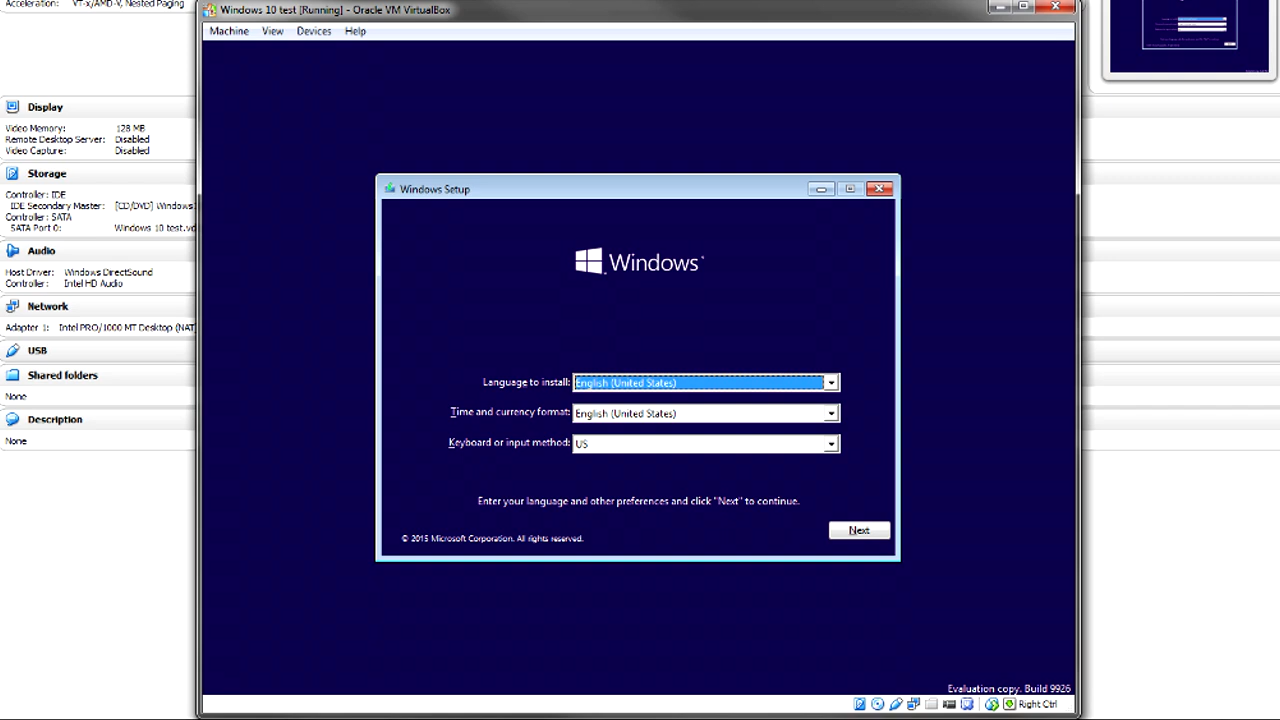 Acceleration: VT-x/AMD-V, Nested Paging
Windows 10 test [Running] - Oracle VM VirtualBox
Machine View Devices Help
Display
Video Memory: 128 MB
Remote Desktop Server: Disabled
Video Capture: Disabled
Storage
Controller: IDE
IDE Secondary Master: [CD/DVD] Windows
Controller: SATA
SATA Port 0: Windows 10 test.vd
Audio
Host Driver: Windows DirectSound
Controller: Intel HD Audio
Network
Adapter 1: Intel PRO/1000 MT Desktop (NAT
USB
Shared folders
None
Description
None
Windows Setup
Windows
Language to install: English (United States)
Time and currency format: English (United States)
Keyboard or input method: US
Enter your language and other preferences and click "Next" to continue.
Next
© 2015 Microsoft Corporation. All rights reserved.
Evaluation copy. Build 9926
Right Ctrl